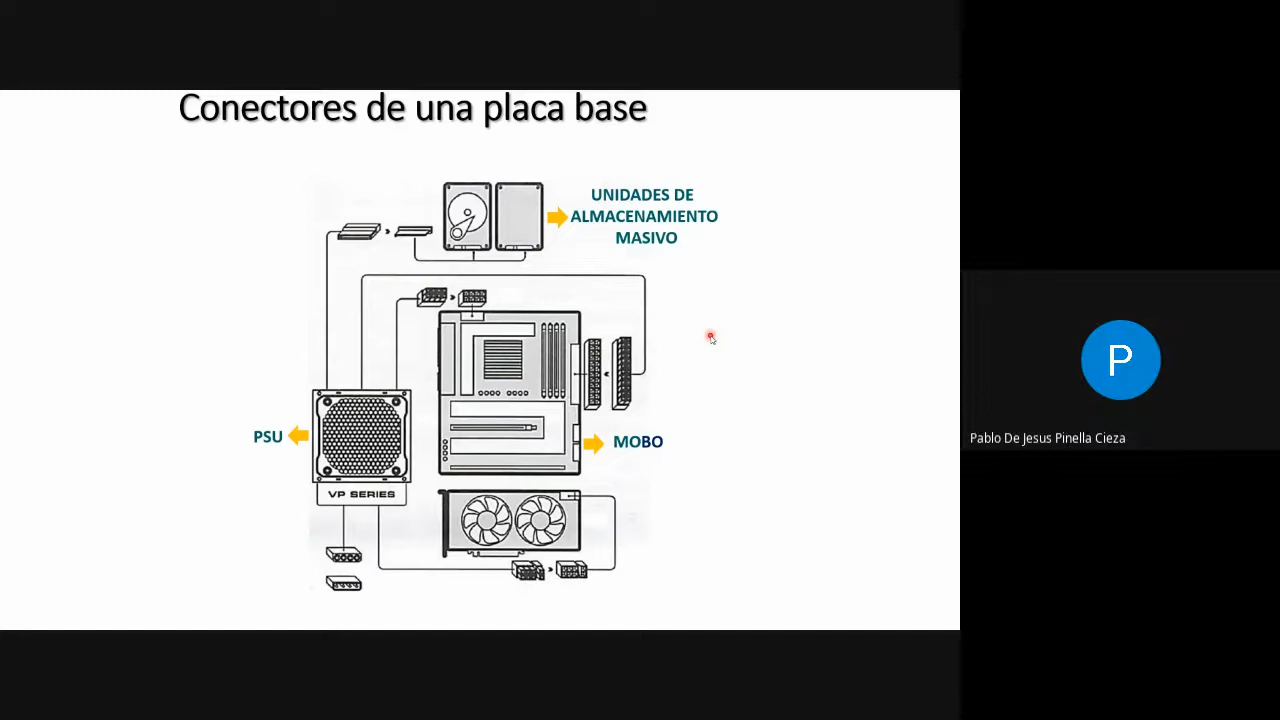 Conectores de una placa base
UNIDADES DE
ALMACENAMIENTO
MASIVO
PSU
MOBO
VP SERIES
P
Pablo De Jesus Pinella Cieza